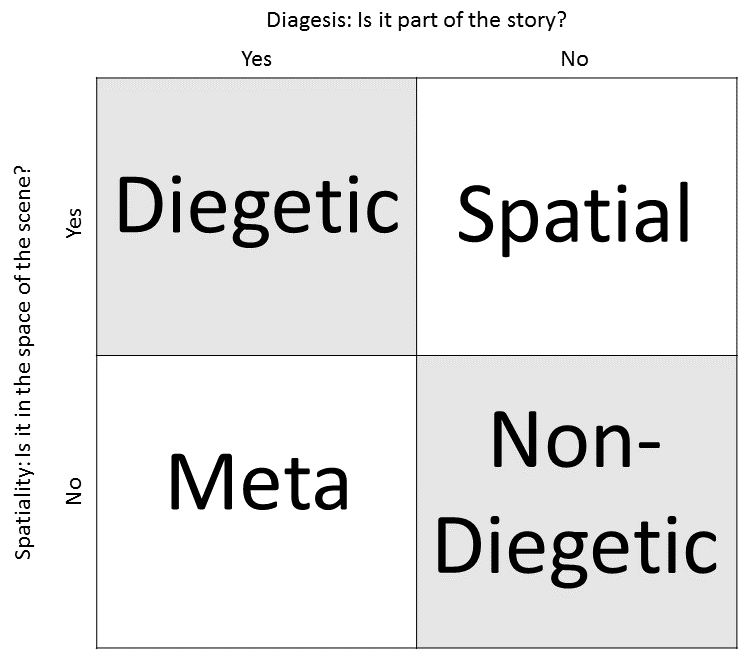 Diagesis: Is it part of the story?
Yes
No
Spatiality: Is it in the space of the scene?
Yes
Diegetic
Spatial
No
Meta
Non-
Diegetic